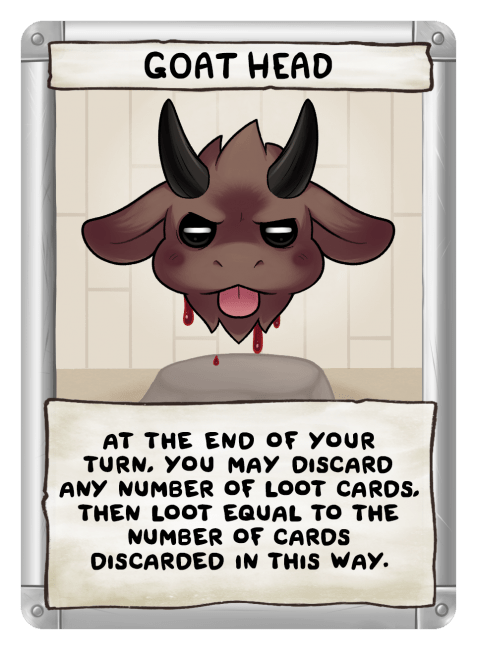 GOAT HEAD
AT THE END OF YOUR
TURN, YOU MAY DISCARD
ANY NUMBER OF LOOT CARDS,
THEN LOOT EQUAL TO THE
NUMBER OF CARDS
DISCARDED IN THIS WAY.